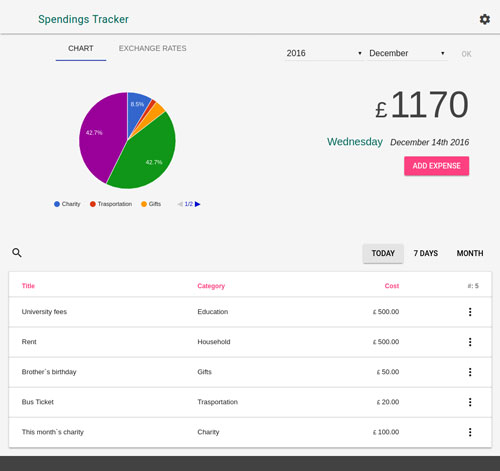 Spendings Tracker
CHART EXCHANGE RATES
2016 December OK
8.5%
42.7%
42.7%
£1170
Wednesday December 14th 2016
ADD EXPENSE
Charity Trasportation Gifts 1/2
TODAY 7 DAYS MONTH
Title Category Cost #: 5
University fees Education £ 500.00
Rent Household £ 500.00
Brother`s birthday Gifts £ 50.00
Bus Ticket Trasportation £ 20.00
This month`s charity Charity £ 100.00